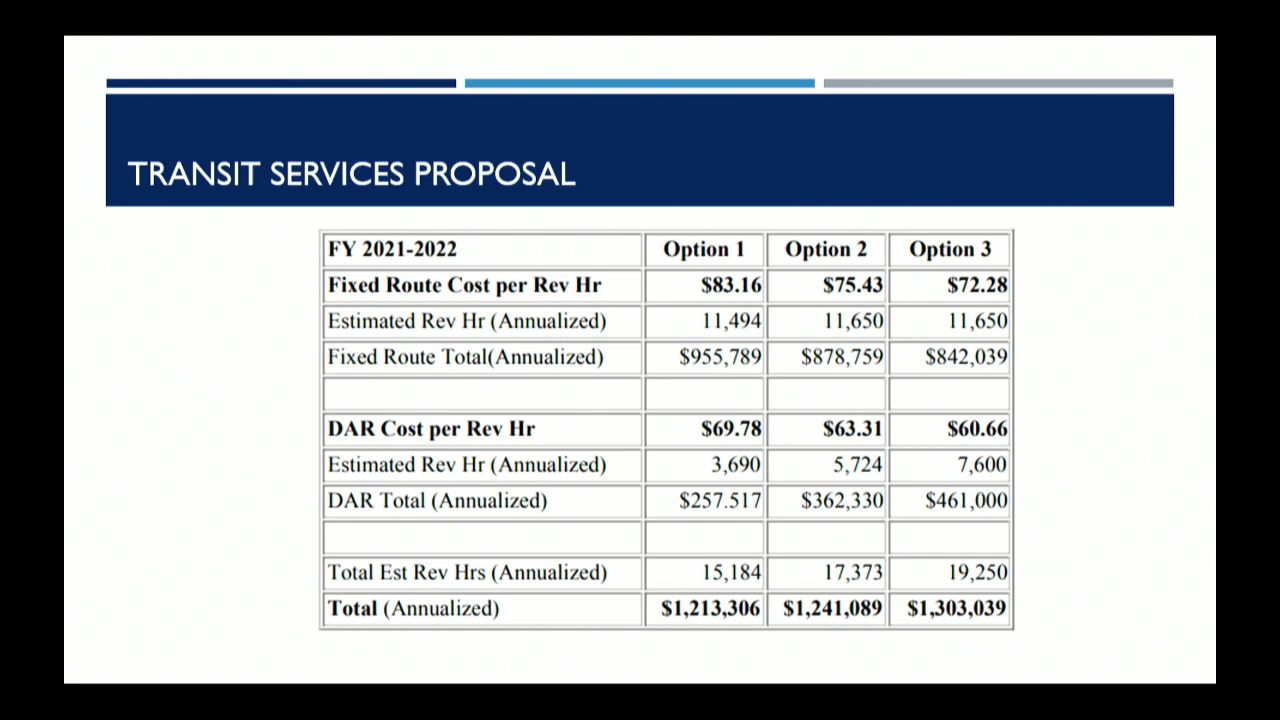 TRANSIT SERVICES PROPOSAL
FY 2021-2022 Option 1 Option 2 Option 3
Fixed Route Cost per Rev Hr $83.16 $75.43 $72.28
Estimated Rev Hr (Annualized) 11,494 11,650 11,650
Fixed Route Total(Annualized) $955,789 $878,759 $842,039
DAR Cost per Rev Hr $69.78 $63.31 $60.66
Estimated Rev Hr (Annualized) 3,690 5,724 7,600
DAR Total (Annualized) $257.517 $362,330 $461,000
Total Est Rev Hrs (Annualized) 15,184 17,373 19,250
Total (Annualized) $1,213,306 $1,241,089 $1,303,039